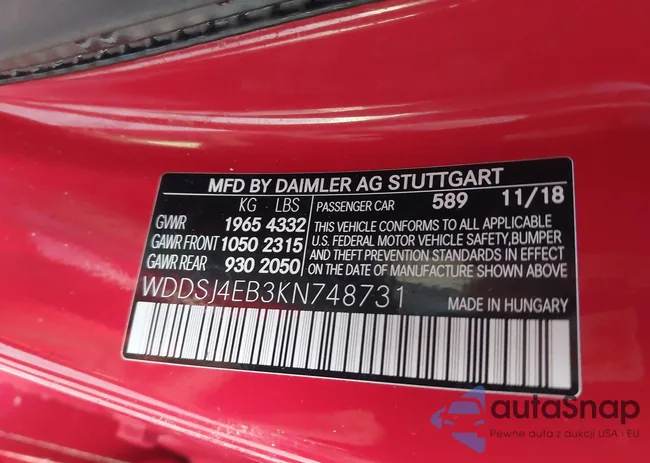 MFD BY DAIMLER AG STUTTGART
KG LBS PASSENGER CAR 589 11/18
GVWR 1965 4332
GAWR FRONT 1050 2315
GAWR REAR 930 2050
THIS VEHICLE CONFORMS TO ALL APPLICABLE
U.S. FEDERAL MOTOR VEHICLE SAFETY, BUMPER
AND THEFT PREVENTION STANDARDS IN EFFECT
ON THE DATE OF MANUFACTURE SHOWN ABOVE.
WDDSJ4EB3KN748731 MADE IN HUNGARY
autaSnap
Pewne auta z aukcji USA i EU